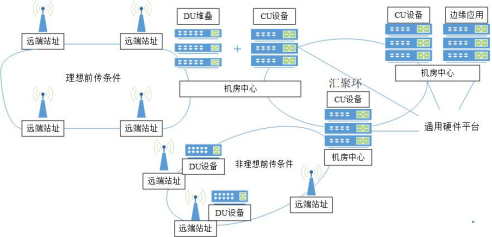 DU堆叠
CU设备
CU设备
边缘应用
远端站址
远端站址
+
理想前传条件
机房中心
机房中心
汇聚环
CU设备
远端站址
远端站址
通用硬件平台
机房中心
非理想前传条件
DU设备
远端站址
远端站址
DU设备
远端站址